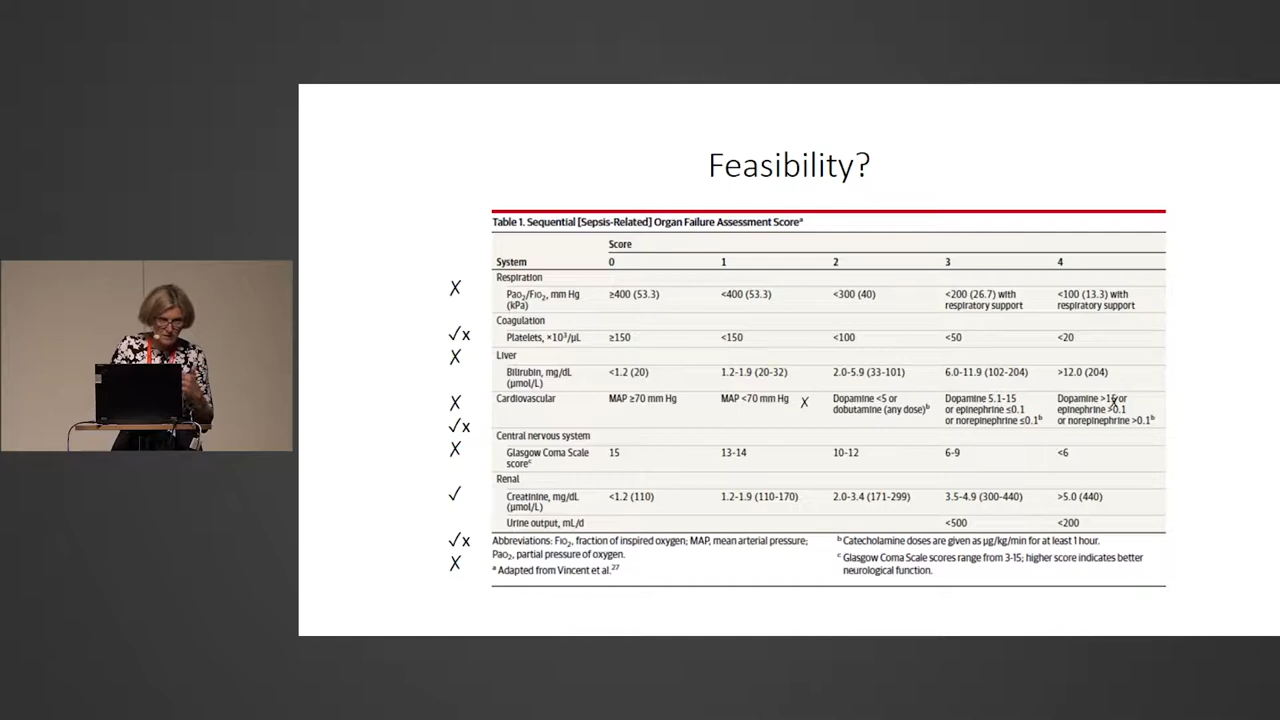 Feasibility?
Table 1. Sequential [Sepsis-Related] Organ Failure Assessment Scoreᵃ
Score
System 0 1 2 3 4
Respiration
X
Pao₂/Fio₂, mm Hg (kPa) ≥400 (53.3) <400 (53.3) <300 (40) <200 (26.7) with respiratory support <100 (13.3) with respiratory support
Coagulation
✓x
Platelets, ×10³/μL ≥150 <150 <100 <50 <20
X
Liver
Bilirubin, mg/dL (μmol/L) <1.2 (20) 1.2-1.9 (20-32) 2.0-5.9 (33-101) 6.0-11.9 (102-204) >12.0 (204)
X
Cardiovascular MAP ≥70 mm Hg MAP <70 mm Hg X Dopamine <5 or dobutamine (any dose)ᵇ Dopamine 5.1-15 or epinephrine ≤0.1 or norepinephrine ≤0.1ᵇ Dopamine >15 or epinephrine >0.1 or norepinephrine >0.1ᵇ X
✓x
Central nervous system
X
Glasgow Coma Scale scoreᶜ 15 13-14 10-12 6-9 <6
Renal
✓
Creatinine, mg/dL (μmol/L) <1.2 (110) 1.2-1.9 (110-170) 2.0-3.4 (171-299) 3.5-4.9 (300-440) >5.0 (440)
Urine output, mL/d <500 <200
✓x
X
Abbreviations: Fio₂, fraction of inspired oxygen; MAP, mean arterial pressure;
Pao₂, partial pressure of oxygen.
ᵃ Adapted from Vincent et al.²⁷
ᵇ Catecholamine doses are given as μg/kg/min for at least 1 hour.
ᶜ Glasgow Coma Scale scores range from 3-15; higher score indicates better
neurological function.